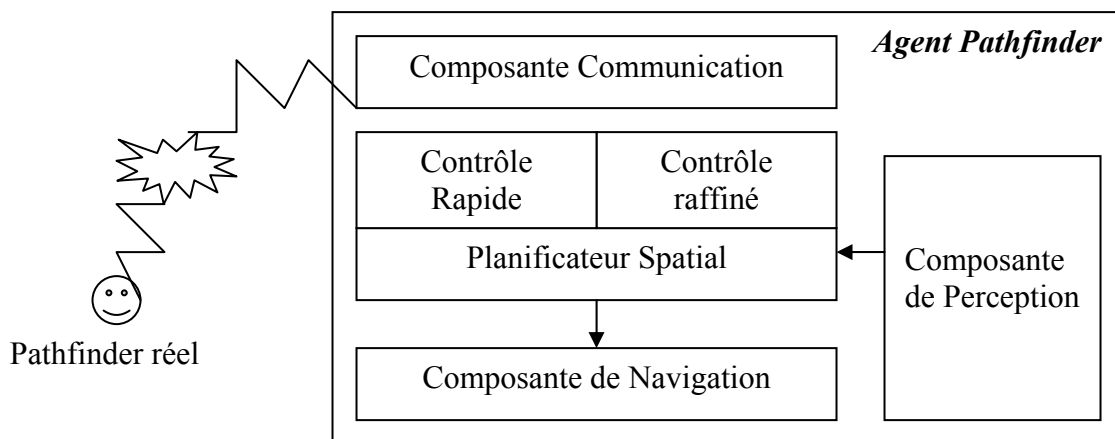 Agent Pathfinder
Composante Communication
Contrôle
Rapide
Contrôle
raffiné
Planificateur Spatial
Composante
de Perception
Pathfinder réel
Composante de Navigation